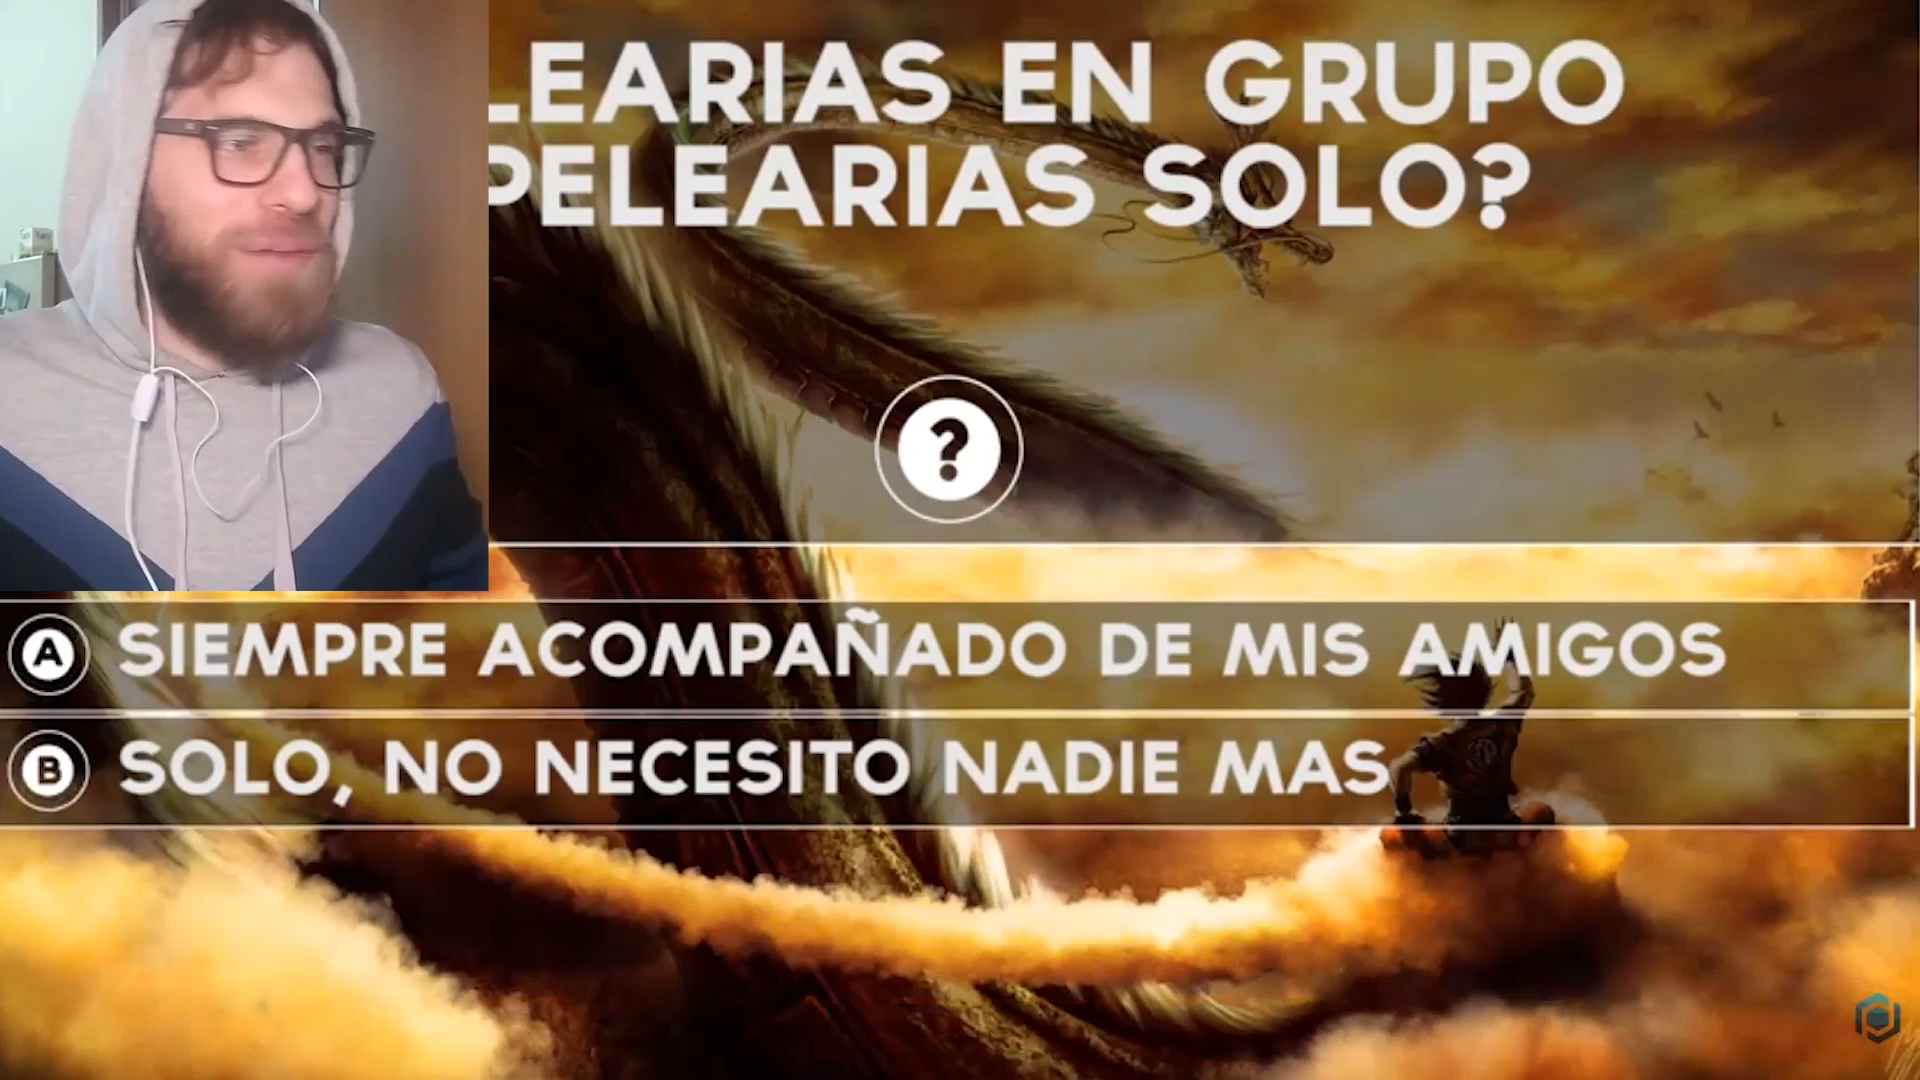 LEARIAS EN GRUPO
PELEARIAS SOLO?
?
A SIEMPRE ACOMPAÑADO DE MIS AMIGOS
B SOLO, NO NECESITO NADIE MAS